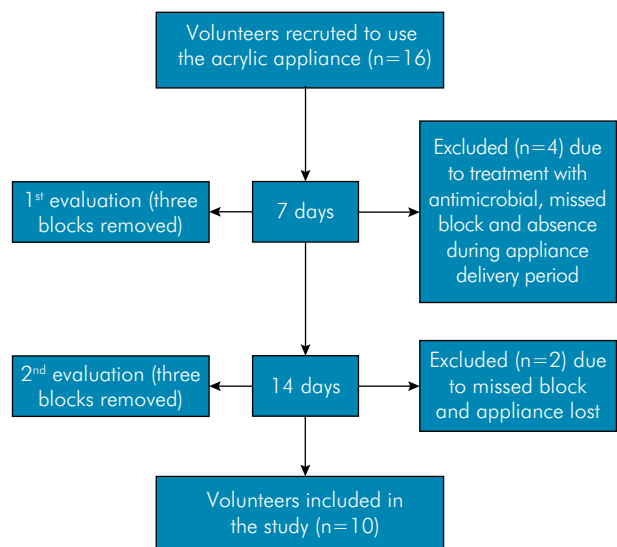 Volunteers recruted to use
the acrylic appliance (n=16)
1st evaluation (three
blocks removed)
7 days
Excluded (n=4) due
to treatment with
antimicrobial, missed
block and absence
during appliance
delivery period
2nd evaluation (three
blocks removed)
14 days
Excluded (n=2) due
to missed block
and appliance lost
Volunteers included in
the study (n=10)